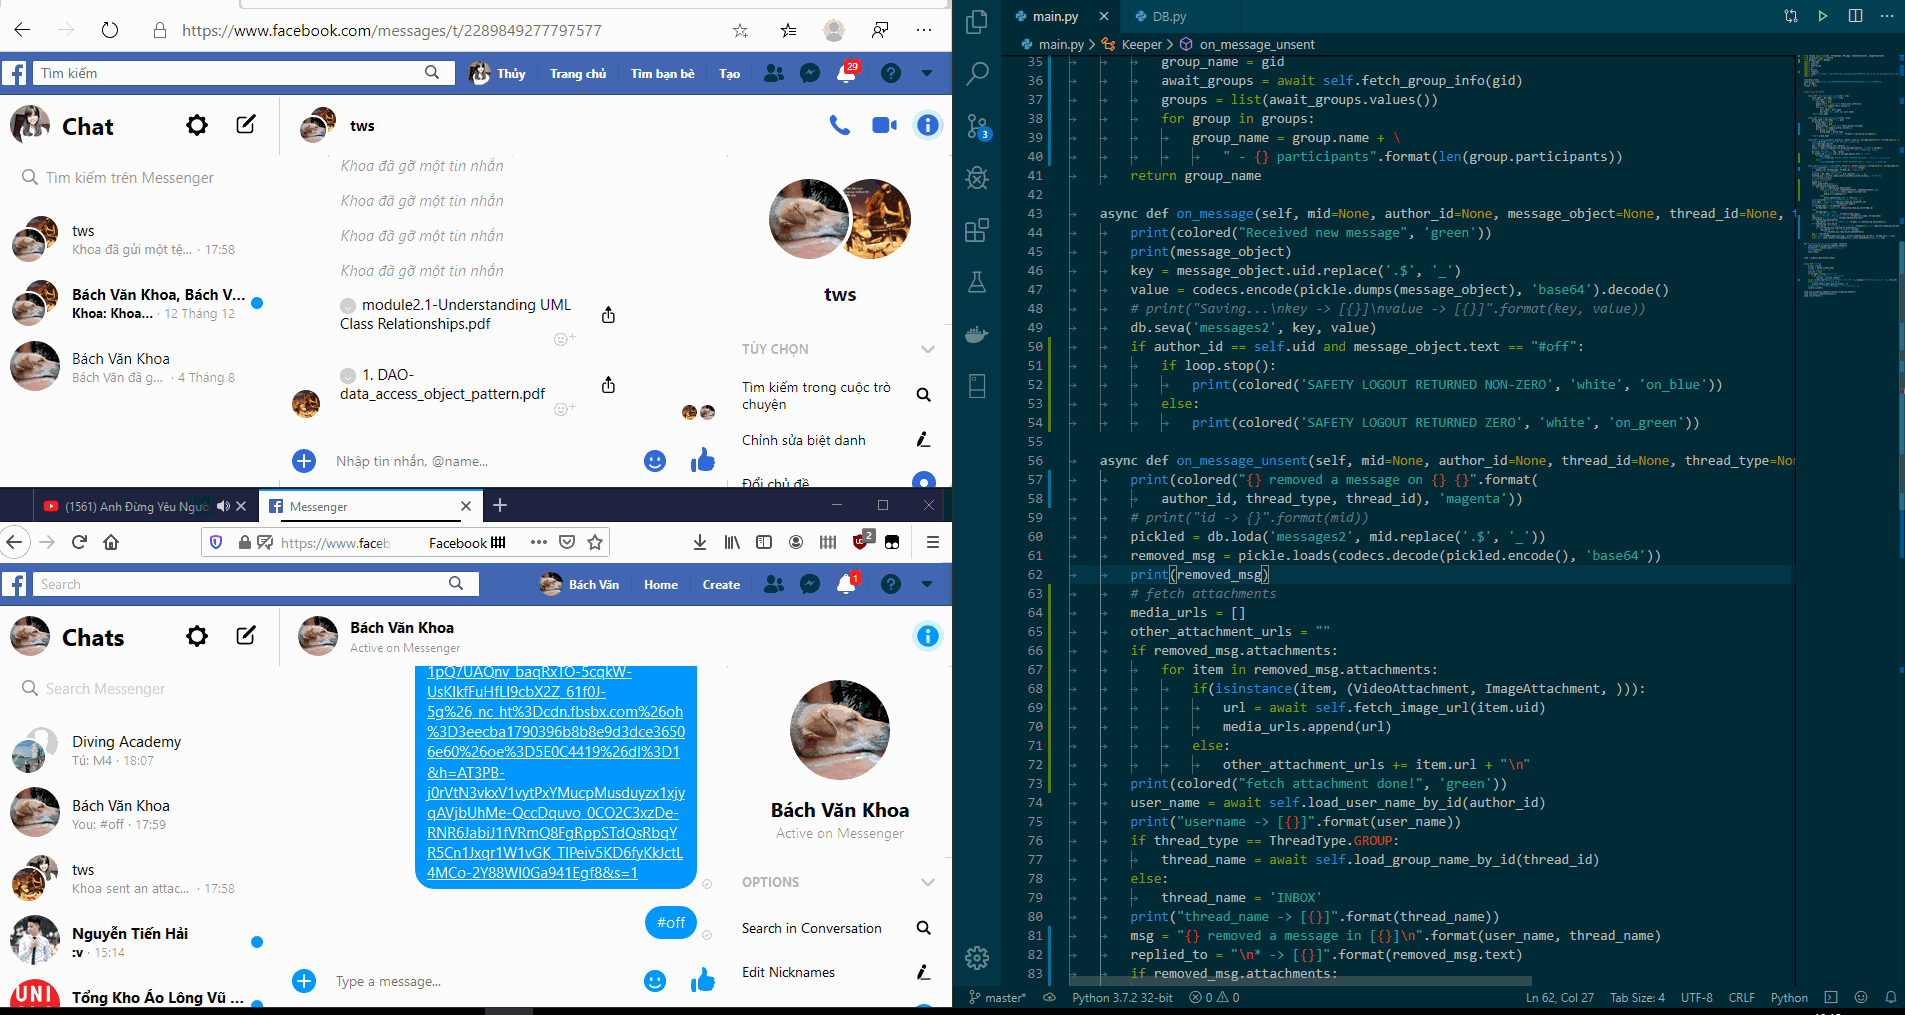 https://www.facebook.com/messages/t/2289849277797577
Tìm kiếm
Thủy
Trang chủ
Tìm bạn bè
Tạo
29
Chat
tws
Tìm kiếm trên Messenger
tws
Khoa đã gửi một tệ... · 17:58
Bách Văn Khoa, Bách V...
Khoa: Khoa... · 12 Tháng 12
Bách Văn Khoa
Bách Văn đã g... · 4 Tháng 8
Khoa đã gỡ một tin nhắn
Khoa đã gỡ một tin nhắn
Khoa đã gỡ một tin nhắn
Khoa đã gỡ một tin nhắn
module2.1-Understanding UML
Class Relationships.pdf
1. DAO-
data_access_object_pattern.pdf
Nhập tin nhắn, @name...
tws
TÙY CHỌN
Tìm kiếm trong cuộc trò
chuyện
Chỉnh sửa biệt danh
Đổi chủ đề
(1561) Anh Đừng Yêu Ngườ
Messenger
https://www.faceb
Facebook
2
Search
Bách Văn
Home
Create
1
Chats
Bách Văn Khoa
Active on Messenger
Search Messenger
Diving Academy
Tú: M4 · 18:07
Bách Văn Khoa
You: #off · 17:59
tws
Khoa sent an attac... · 17:58
Nguyễn Tiến Hải
:v · 15:14
UNI
Tổng Kho Áo Lông Vũ ...
1pQ7UAQnv_baqRxTO-5cqkW-
UsKIkfFuHfLI9cbX2Z_61f0J-
5g%26_nc_ht%3Dcdn.fbsbx.com%26oh
%3D3eecba1790396b8b8e9d3dce3650
6e60%26oe%3D5E0C4419%26dl%3D1
&h=AT3PB-
j0rVtN3vkxV1vytPxYMucpMusduyzx1xjy
qAVjbUhMe-QccDquvo_0CO2C3xzDe-
RNR6JabiJ1fVRmQ8FgRppSTdQsRbqY
R5Cn1Jxqr1W1vGK_TIPeiv5KD6fyKkJctL
4MCo-2Y88WI0Ga941Egf8&s=1
#off
Type a message...
Bách Văn Khoa
Active on Messenger
OPTIONS
Search in Conversation
Edit Nicknames
3
main.py
DB.py
main.py > Keeper > on_message_unsent
35 group_name = gid
36 await_groups = await self.fetch_group_info(gid)
37 groups = list(await_groups.values())
38 for group in groups:
39 group_name = group.name + \
40 " - {} participants".format(len(group.participants))
41 return group_name
42
43 async def on_message(self, mid=None, author_id=None, message_object=None, thread_id=None, t
44 print(colored("Received new message", 'green'))
45 print(message_object)
46 key = message_object.uid.replace('.$', '_')
47 value = codecs.encode(pickle.dumps(message_object), 'base64').decode()
48 # print("Saving...\nkey -> [{}]\nvalue -> [{}]".format(key, value))
49 db.seva('messages2', key, value)
50 if author_id == self.uid and message_object.text == "#off":
51 if loop.stop():
52 print(colored('SAFETY LOGOUT RETURNED NON-ZERO', 'white', 'on_blue'))
53 else:
54 print(colored('SAFETY LOGOUT RETURNED ZERO', 'white', 'on_green'))
55
56 async def on_message_unsent(self, mid=None, author_id=None, thread_id=None, thread_type=Non
57 print(colored("{} removed a message on {} {}".format(
58 author_id, thread_type, thread_id), 'magenta'))
59 # print("id -> {}".format(mid))
60 pickled = db.loda('messages2', mid.replace('.$', '_'))
61 removed_msg = pickle.loads(codecs.decode(pickled.encode(), 'base64'))
62 print(removed_msg)
63 # fetch attachments
64 media_urls = []
65 other_attachment_urls = ""
66 if removed_msg.attachments:
67 for item in removed_msg.attachments:
68 if(isinstance(item, (VideoAttachment, ImageAttachment, ))):
69 url = await self.fetch_image_url(item.uid)
70 media_urls.append(url)
71 else:
72 other_attachment_urls += item.url + "\n"
73 print(colored("fetch attachment done!", 'green'))
74 user_name = await self.load_user_name_by_id(author_id)
75 print("username -> [{}]".format(user_name))
76 if thread_type == ThreadType.GROUP:
77 thread_name = await self.load_group_name_by_id(thread_id)
78 else:
79 thread_name = 'INBOX'
80 print("thread_name -> [{}]".format(thread_name))
81 msg = "{} removed a message in [{}]\n".format(user_name, thread_name)
82 replied_to = "\n* -> [{}]".format(removed_msg.text)
83 if removed_msg.attachments:
master*
Python 3.7.2 32-bit
0
0
Ln 62, Col 27
Tab Size: 4
UTF-8
CRLF
Python